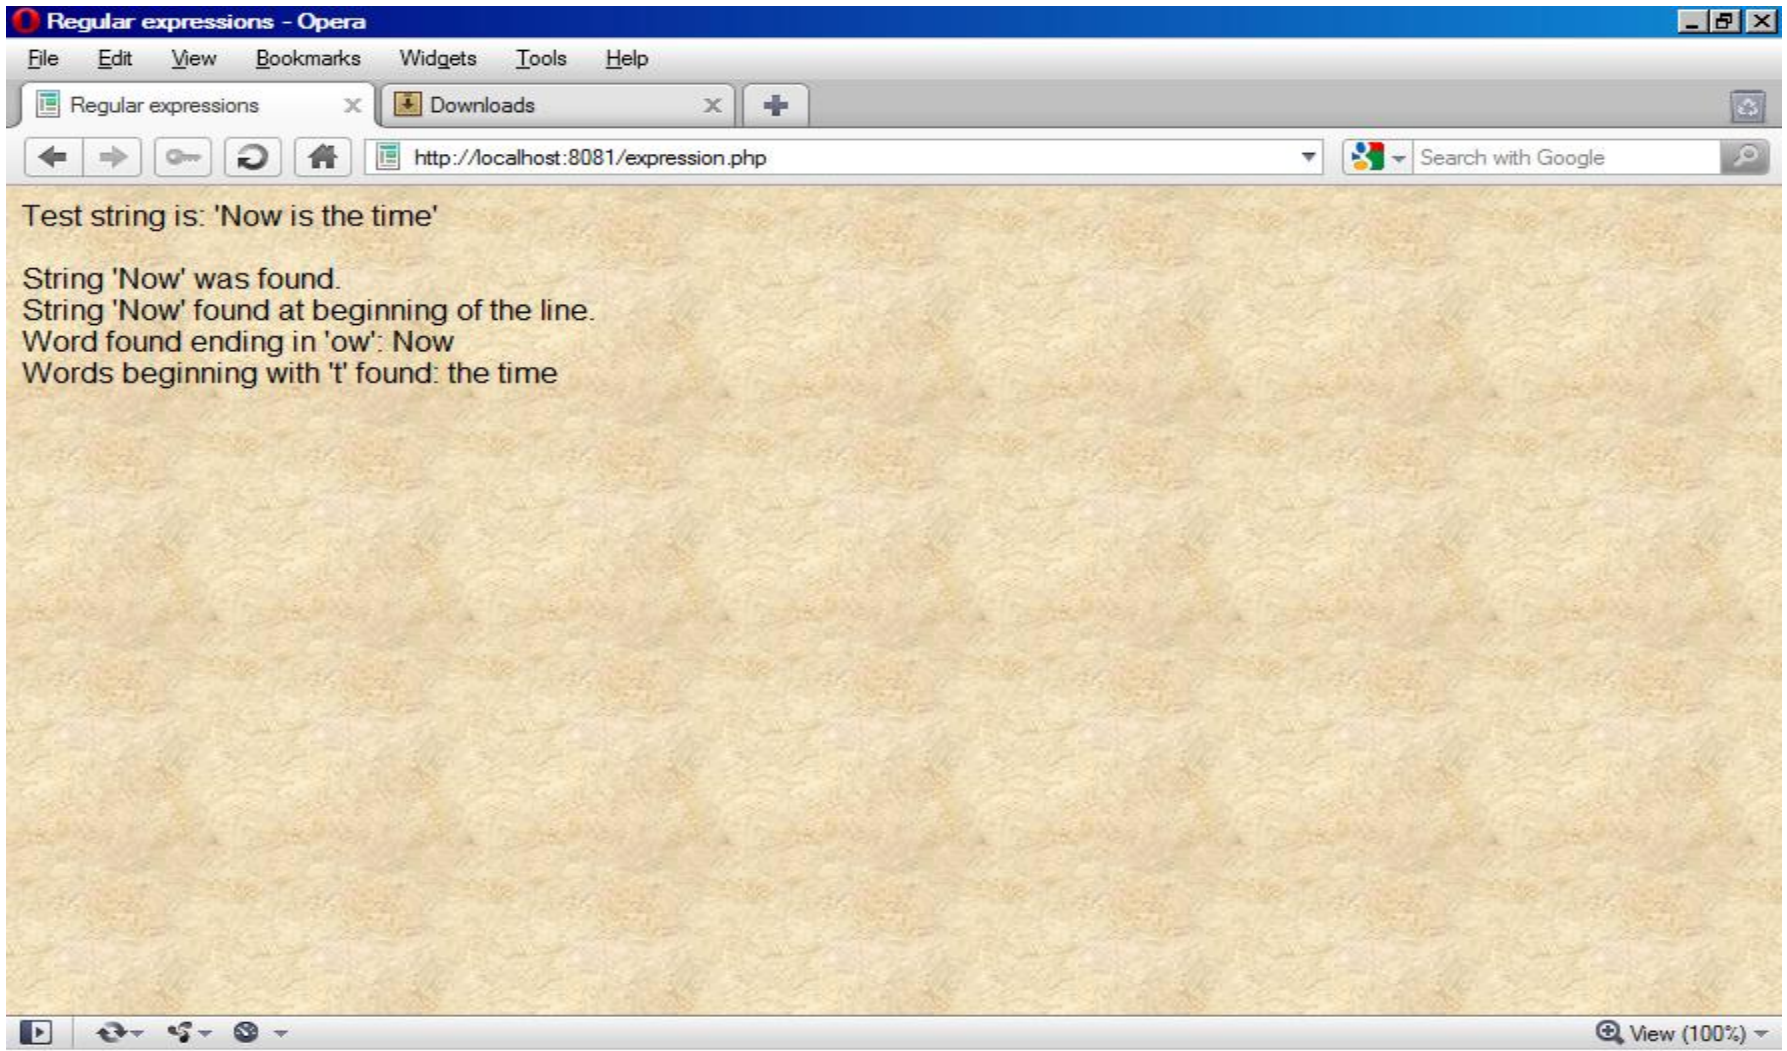 Regular expressions - Opera
File Edit View Bookmarks Widgets Tools Help
Regular expressions Downloads
http://localhost:8081/expression.php Search with Google
Test string is: 'Now is the time'
String 'Now' was found.
String 'Now' found at beginning of the line.
Word found ending in 'ow': Now
Words beginning with 't' found: the time
View (100%)